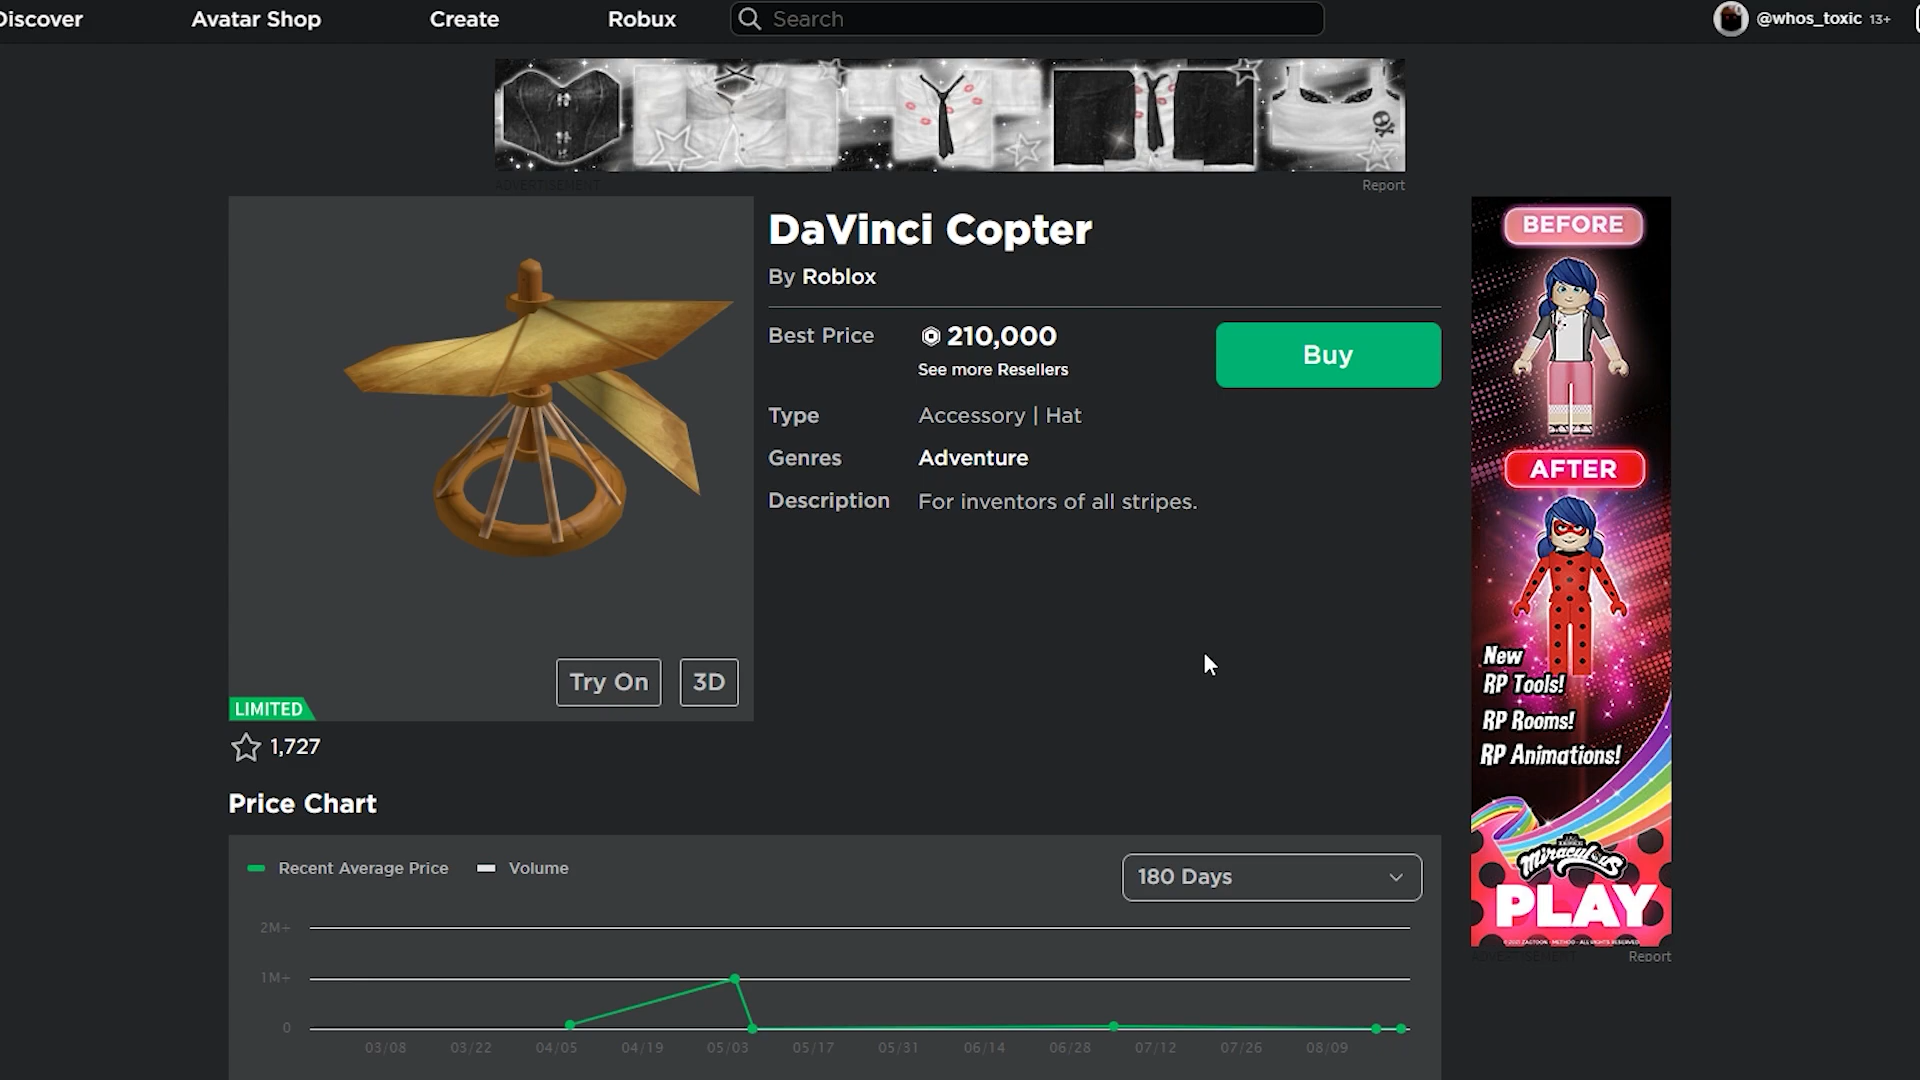 Discover Avatar Shop Create Robux Search @whos_toxic 13+
ADVERTISEMENT Report
DaVinci Copter
By Roblox
Best Price 210,000
See more Resellers
Buy
Type Accessory | Hat
Genres Adventure
Description For inventors of all stripes.
Try On 3D
LIMITED
1,727
Price Chart
Recent Average Price Volume
180 Days
2M+
1M+
0
03/08 03/22 04/05 04/19 05/03 05/17 05/31 06/14 06/28 07/12 07/26 08/09
BEFORE
AFTER
New
RP Tools!
RP Rooms!
RP Animations!
Miraculous
PLAY
ADVERTISEMENT Report